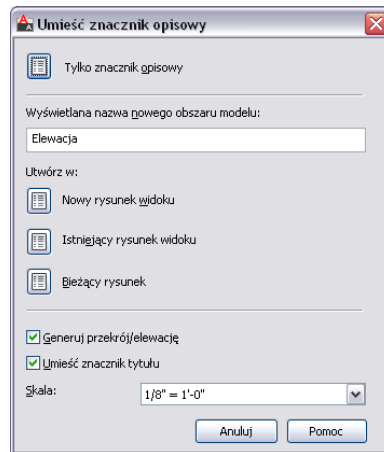 Umieść znacznik opisowy
Tylko znacznik opisowy
Wyświetlana nazwa nowego obszaru modelu:
Elewacja
Utwórz w:
Nowy rysunek widoku
Istniejący rysunek widoku
Bieżący rysunek
Generuj przekrój/elewację
Umieść znacznik tytułu
Skala:
1/8" = 1'-0"
Anuluj
Pomoc